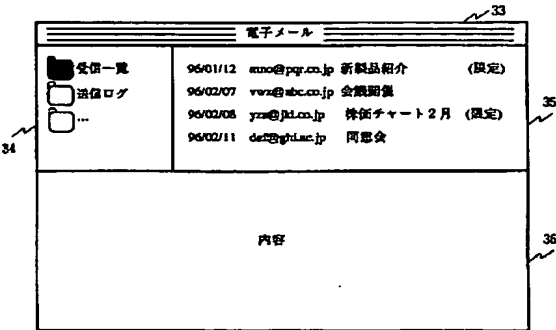 33
電子メール
受信一覧
送信ログ
...
96/01/12 suno@pqr.co.jp 新製品紹介 (限定)
96/02/07 vwx@abc.co.jp 会議開催
96/02/08 yza@jkl.co.jp 株価チャート2月 (限定)
96/02/11 def@ghi.ac.jp 同窓会
34
35
内容
36